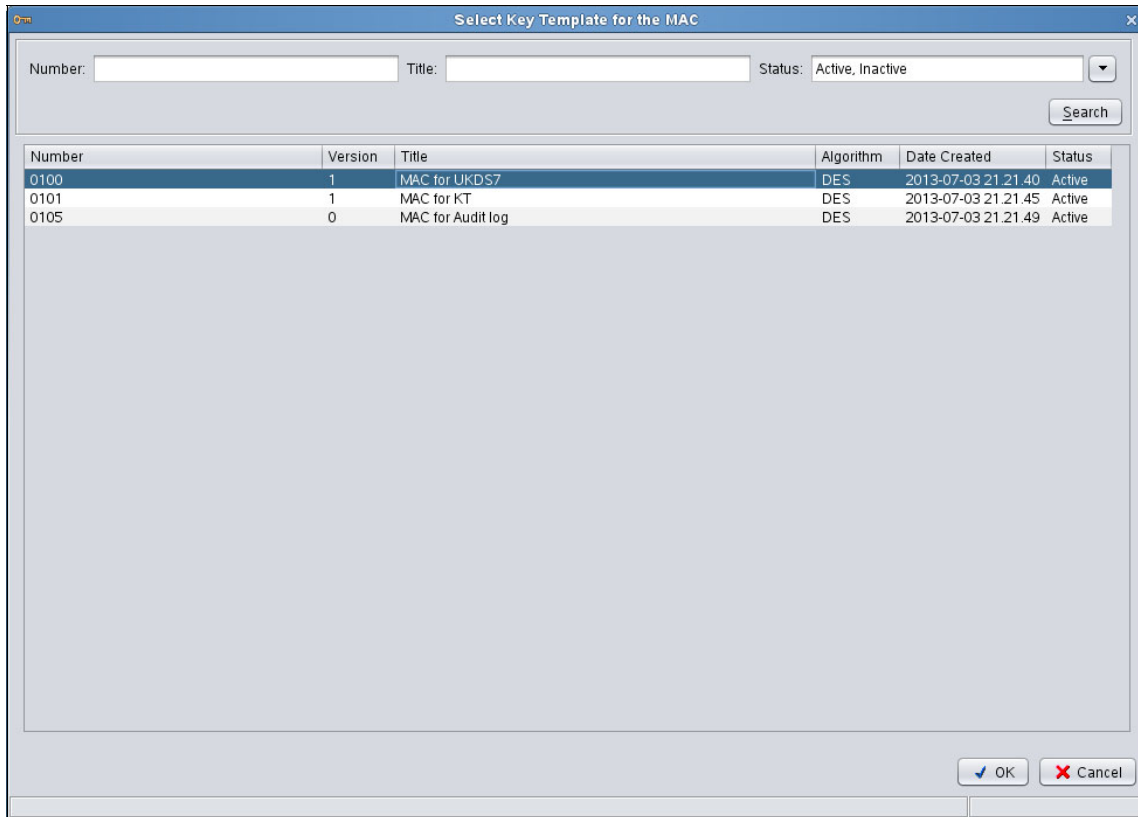 Select Key Template for the MAC
Number: Title: Status: Active, Inactive
Search
Number Version Title Algorithm Date Created Status
0100 1 MAC for UKDS7 DES 2013-07-03 21.21.40 Active
0101 1 MAC for KT DES 2013-07-03 21.21.45 Active
0105 0 MAC for Audit log DES 2013-07-03 21.21.49 Active
OK Cancel